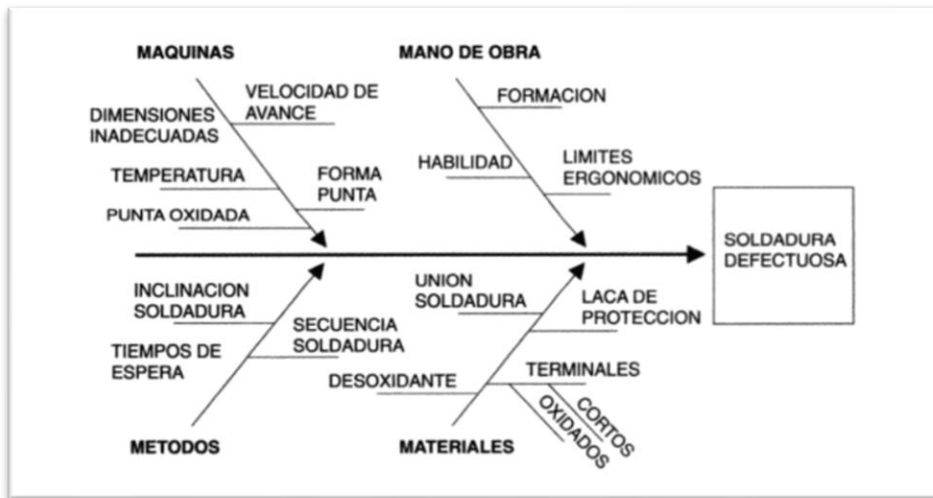 MAQUINAS
MANO DE OBRA
VELOCIDAD DE
AVANCE
DIMENSIONES
INADECUADAS
TEMPERATURA
FORMA
PUNTA
PUNTA OXIDADA
FORMACION
HABILIDAD
LIMITES
ERGONOMICOS
SOLDADURA
DEFECTUOSA
INCLINACION
SOLDADURA
SECUENCIA
SOLDADURA
TIEMPOS DE
ESPERA
METODOS
UNION
SOLDADURA
LACA DE
PROTECCION
DESOXIDANTE
TERMINALES
OXIDADOS
CORTOS
MATERIALES